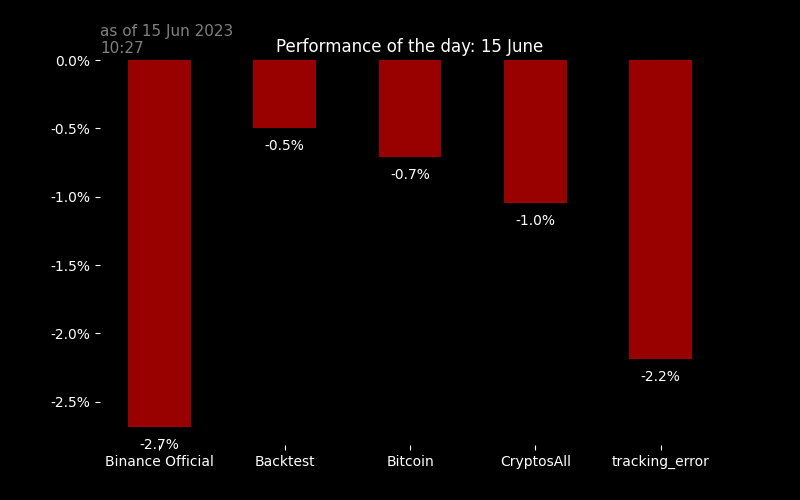 as of 15 Jun 2023
10:27
Performance of the day: 15 June
0.0%
-0.5%
-1.0%
-1.5%
-2.0%
-2.5%
-2.7%
-0.5%
-0.7%
-1.0%
-2.2%
Binance Official
Backtest
Bitcoin
CryptosAll
tracking_error